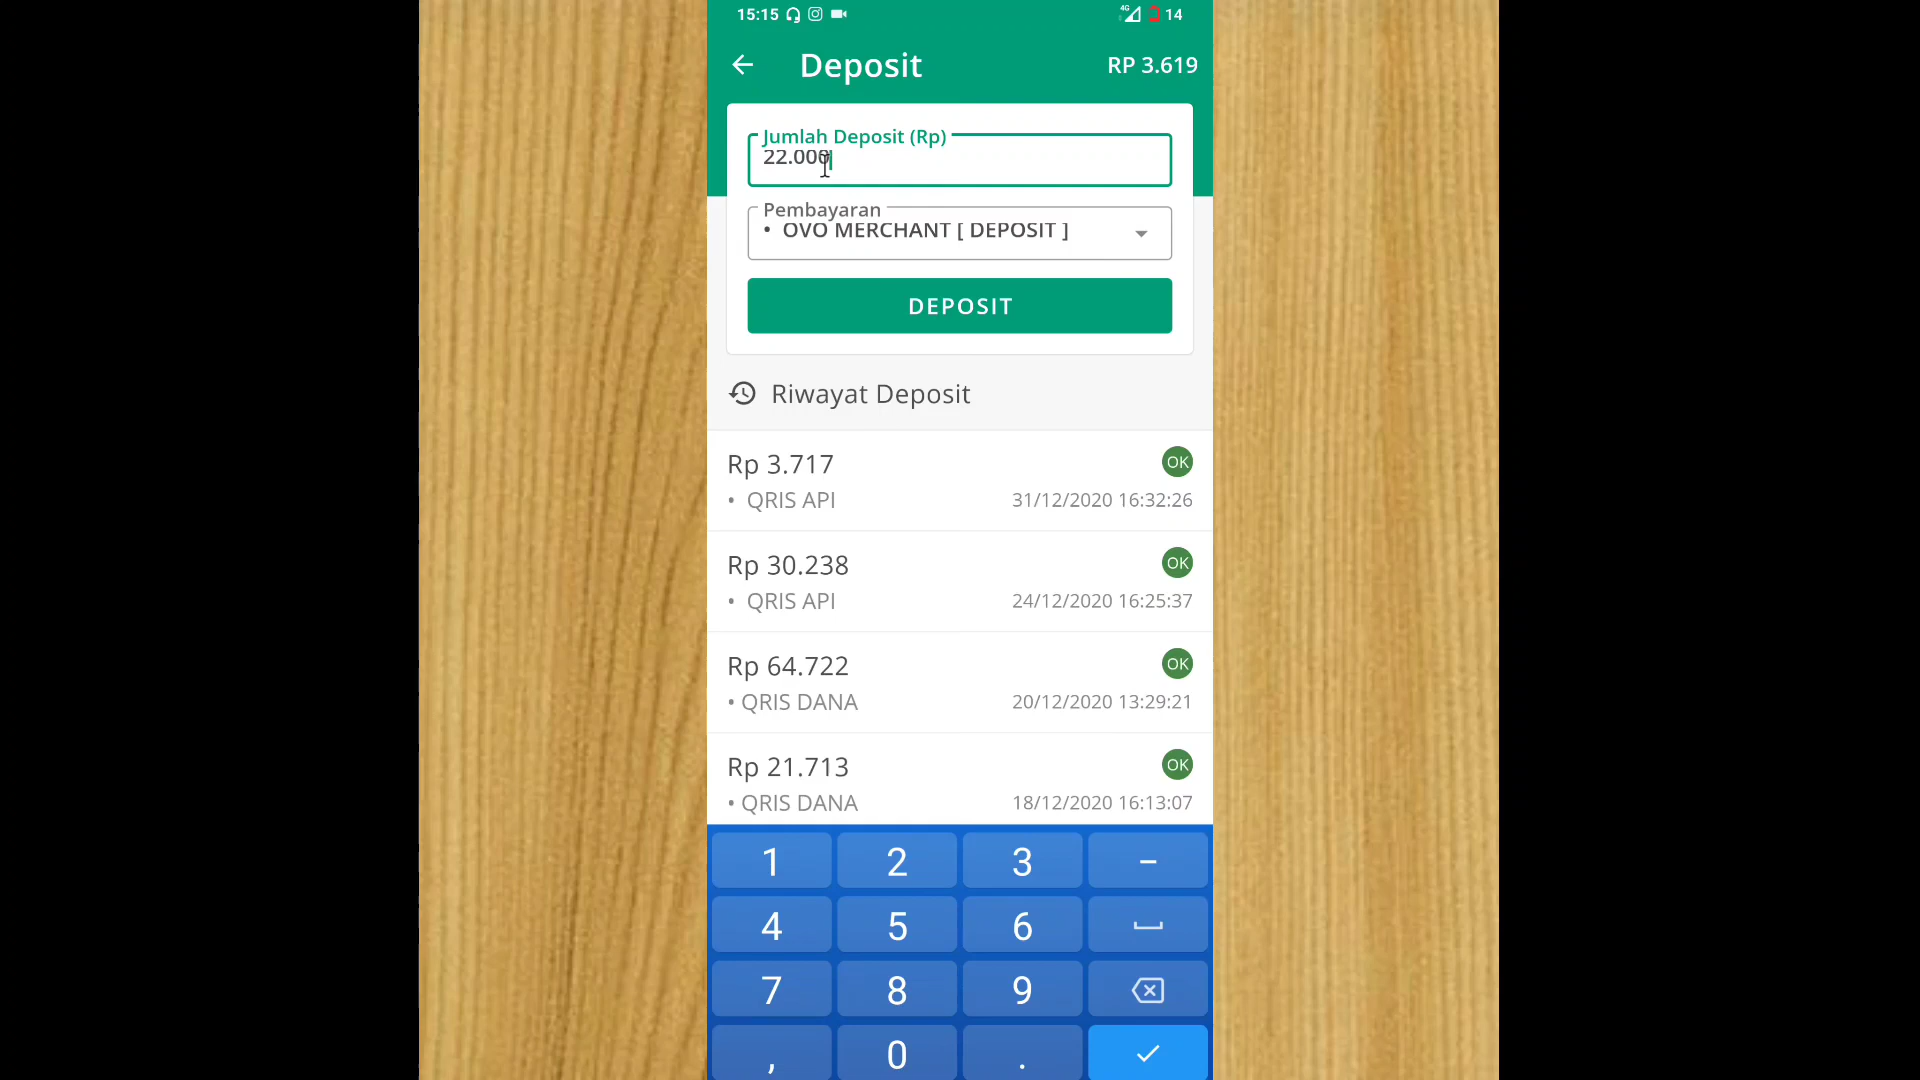 15:15 4G 14
Deposit RP 3.619
Jumlah Deposit (Rp)
22.000
Pembayaran
• OVO MERCHANT [ DEPOSIT ]
DEPOSIT
Riwayat Deposit
Rp 3.717 OK
• QRIS API 31/12/2020 16:32:26
Rp 30.238 OK
• QRIS API 24/12/2020 16:25:37
Rp 64.722 OK
• QRIS DANA 20/12/2020 13:29:21
Rp 21.713 OK
• QRIS DANA 18/12/2020 16:13:07
1 2 3 –
4 5 6
7 8 9
, 0 .